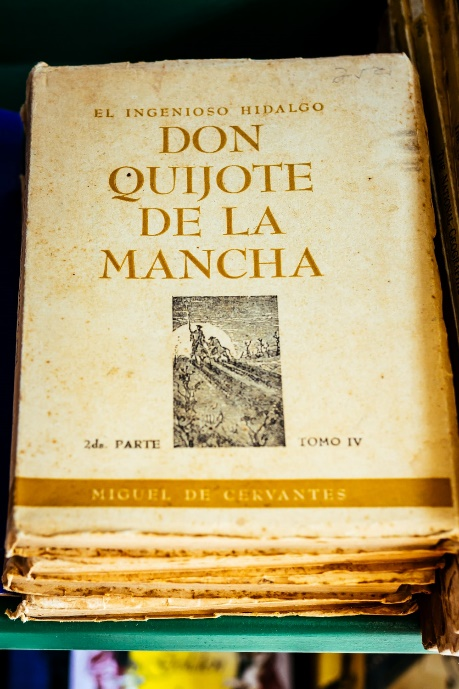 EL INGENIOSO HIDALGO
DON
QUIJOTE
DE LA
MANCHA
2da. PARTE
TOMO IV
MIGUEL DE CERVANTES